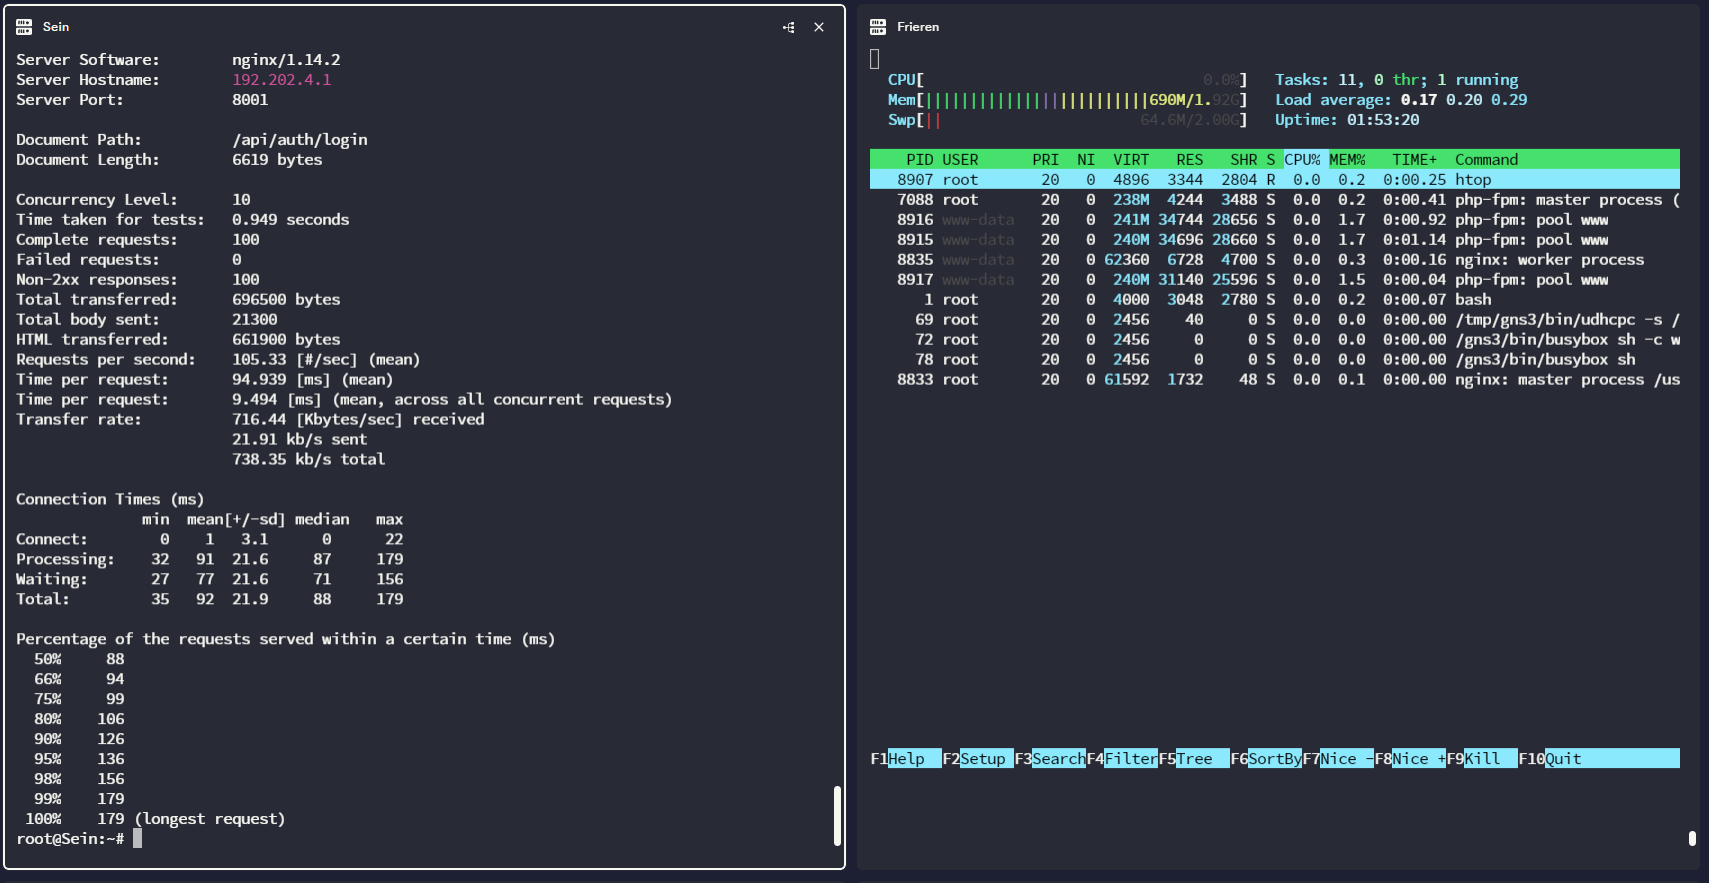 Sein
Server Software:        nginx/1.14.2
Server Hostname:        192.202.4.1
Server Port:            8001
Document Path:          /api/auth/login
Document Length:        6619 bytes
Concurrency Level:      10
Time taken for tests:   0.949 seconds
Complete requests:      100
Failed requests:        0
Non-2xx responses:      100
Total transferred:      696500 bytes
Total body sent:        21300
HTML transferred:       661900 bytes
Requests per second:    105.33 [#/sec] (mean)
Time per request:       94.939 [ms] (mean)
Time per request:       9.494 [ms] (mean, across all concurrent requests)
Transfer rate:          716.44 [Kbytes/sec] received
                        21.91 kb/s sent
                        738.35 kb/s total
Connection Times (ms)
              min  mean[+/-sd] median   max
Connect:        0    1   3.1      0      22
Processing:    32   91  21.6     87     179
Waiting:       27   77  21.6     71     156
Total:         35   92  21.9     88     179
Percentage of the requests served within a certain time (ms)
  50%     88
  66%     94
  75%     99
  80%    106
  90%    126
  95%    136
  98%    156
  99%    179
 100%    179 (longest request)
root@Sein:~#
Frieren
CPU[                               0.0%]   Tasks: 11, 0 thr; 1 running
Mem[|||||||||||||||||||||||||690M/1.92G]   Load average: 0.17 0.20 0.29
Swp[||                      64.6M/2.00G]   Uptime: 01:53:20
    PID USER      PRI  NI  VIRT   RES   SHR S CPU% MEM%   TIME+  Command
   8907 root       20   0  4896  3344  2804 R  0.0  0.2  0:00.25 htop
   7088 root       20   0  238M  4244  3488 S  0.0  0.2  0:00.41 php-fpm: master process (
   8916 www-data   20   0  241M 34744 28656 S  0.0  1.7  0:00.92 php-fpm: pool www
   8915 www-data   20   0  240M 34696 28660 S  0.0  1.7  0:01.14 php-fpm: pool www
   8835 www-data   20   0 62360  6728  4700 S  0.0  0.3  0:00.16 nginx: worker process
   8917 www-data   20   0  240M 31140 25596 S  0.0  1.5  0:00.04 php-fpm: pool www
      1 root       20   0  4000  3048  2780 S  0.0  0.2  0:00.07 bash
     69 root       20   0  2456    40     0 S  0.0  0.0  0:00.00 /tmp/gns3/bin/udhcpc -s /
     72 root       20   0  2456     0     0 S  0.0  0.0  0:00.00 /gns3/bin/busybox sh -c w
     78 root       20   0  2456     0     0 S  0.0  0.0  0:00.00 /gns3/bin/busybox sh
   8833 root       20   0 61592  1732    48 S  0.0  0.1  0:00.00 nginx: master process /us
F1Help  F2Setup F3SearchF4FilterF5Tree  F6SortByF7Nice -F8Nice +F9Kill  F10Quit